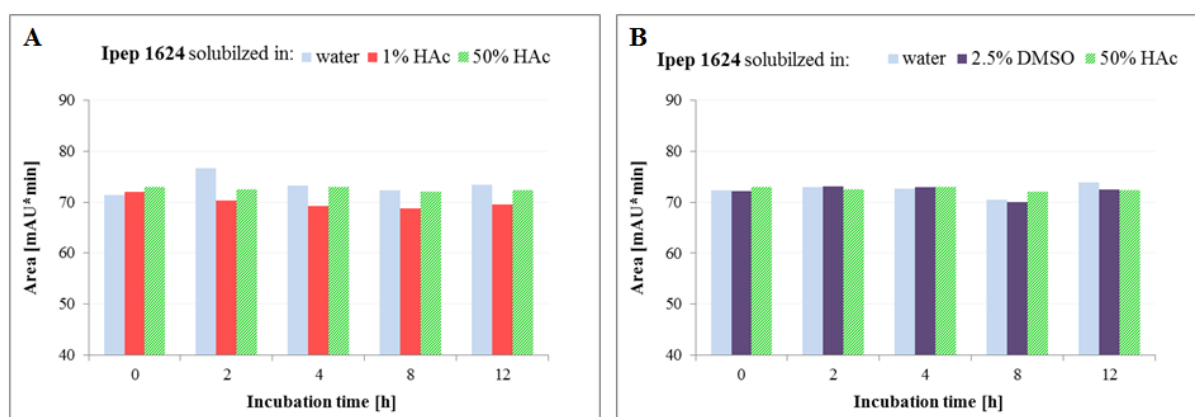 A
Ipep 1624 solubilzed in: water 1% HAc 50% HAc
90
80
70
60
50
40
Area [mAU*min]
0 2 4 8 12
Incubation time [h]
B
Ipep 1624 solubilzed in: water 2.5% DMSO 50% HAc
90
80
70
60
50
40
Area [mAU*min]
0 2 4 8 12
Incubation time [h]